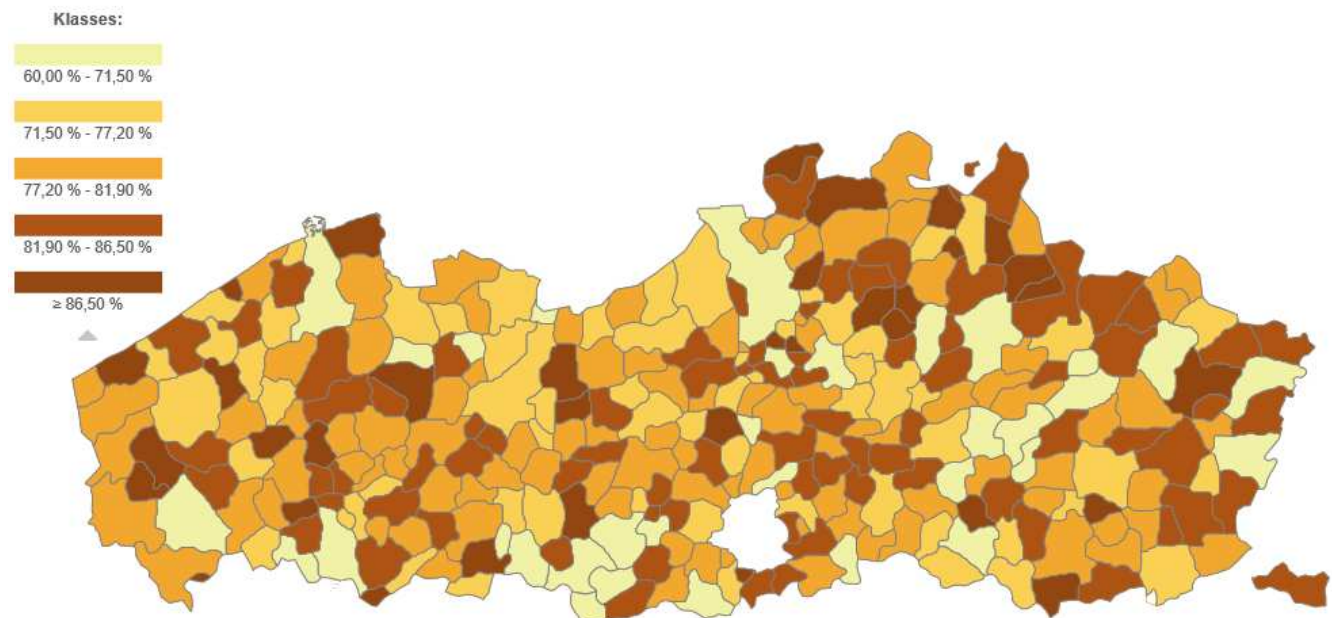 Klasses:
60,00 % - 71,50 %
71,50 % - 77,20 %
77,20 % - 81,90 %
81,90 % - 86,50 %
≥ 86,50 %